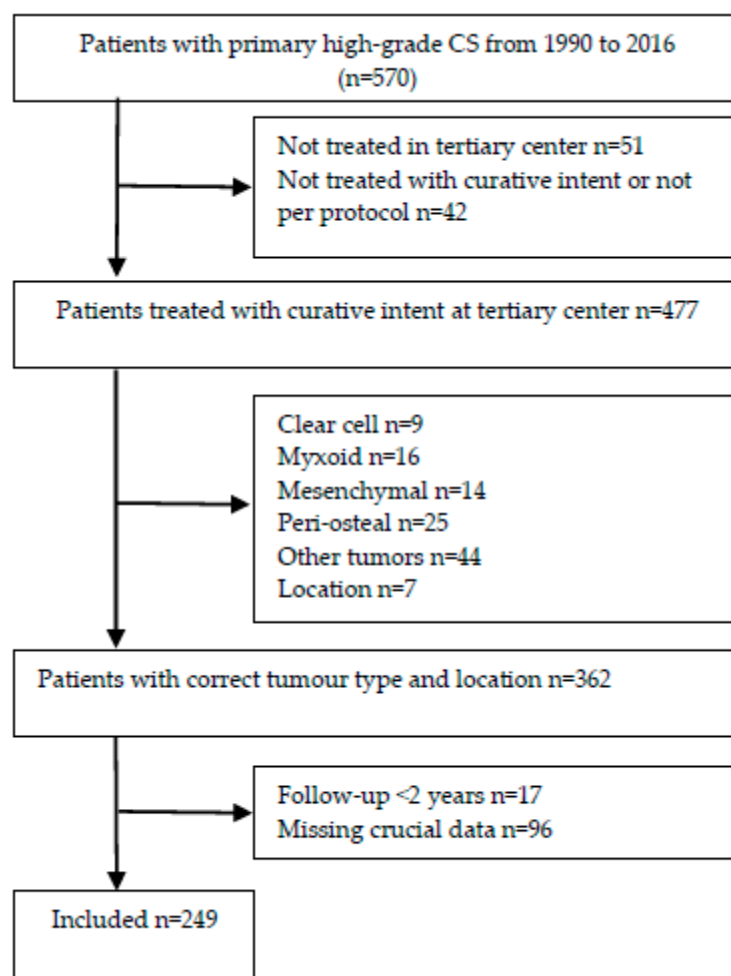 Patients with primary high-grade CS from 1990 to 2016
(n=570)
Not treated in tertiary center n=51
Not treated with curative intent or not
per protocol n=42
Patients treated with curative intent at tertiary center n=477
Clear cell n=9
Myxoid n=16
Mesenchymal n=14
Peri-osteal n=25
Other tumors n=44
Location n=7
Patients with correct tumour type and location n=362
Follow-up <2 years n=17
Missing crucial data n=96
Included n=249